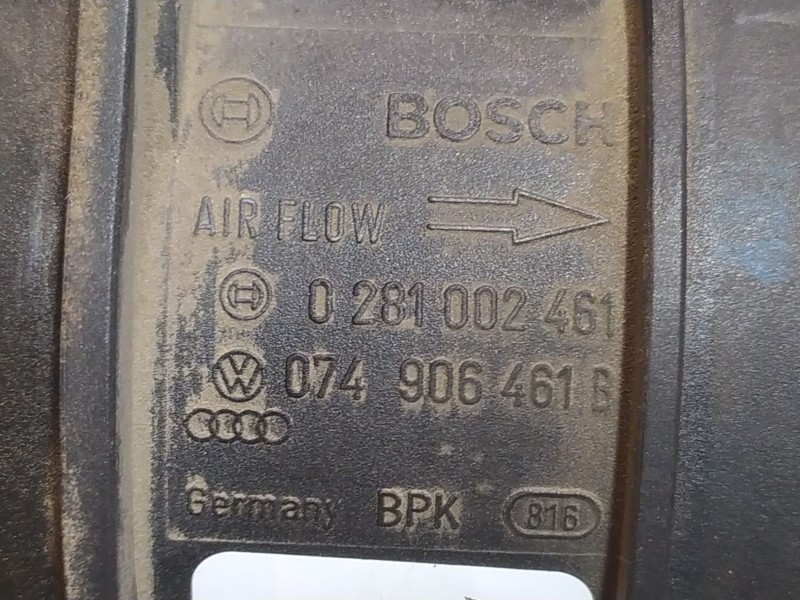 BOSCH
AIR FLOW
0 281 002 461
074 906 461 B
Germany BPK 816